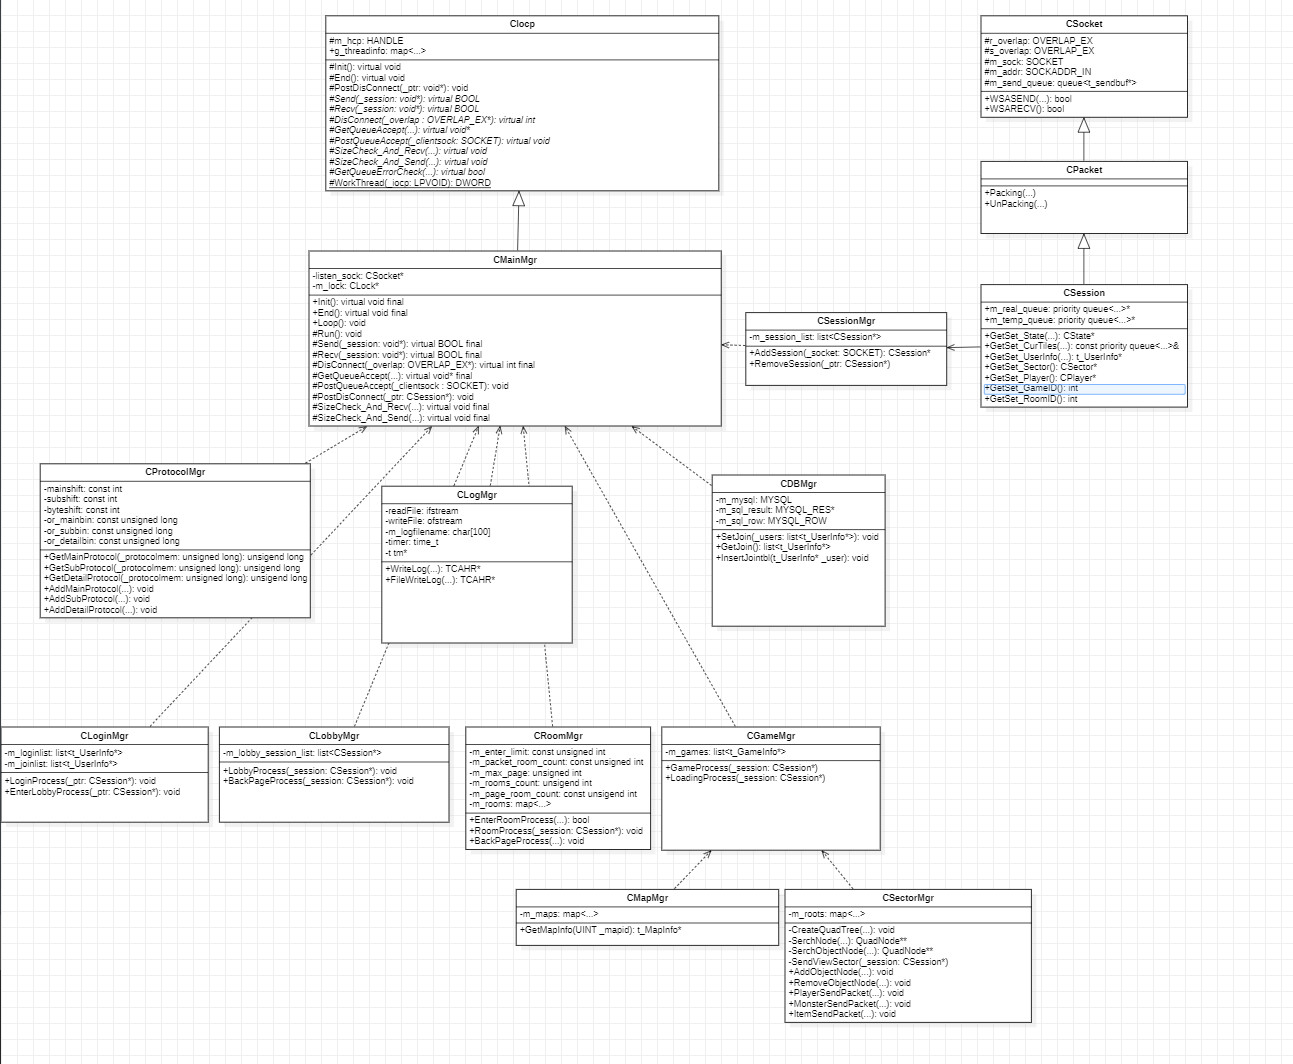 CIocp
#m_hcp: HANDLE
+g_threadinfo: map<...>
#Init(): virtual void
#End(): virtual void
#PostDisConnect(_ptr: void*): void
#Send(_session: void*): virtual BOOL
#Recv(_session: void*): virtual BOOL
#DisConnect(_overlap : OVERLAP_EX*): virtual int
#GetQueueAccept(...): virtual void*
#PostQueueAccept(_clientsock: SOCKET): virtual void
#SizeCheck_And_Recv(...): virtual void
#SizeCheck_And_Send(...): virtual void
#GetQueueErrorCheck(...): virtual bool
#WorkThread(_iocp: LPVOID): DWORD
CSocket
#r_overlap: OVERLAP_EX
#s_overlap: OVERLAP_EX
#m_sock: SOCKET
#m_addr: SOCKADDR_IN
#m_send_queue: queue<t_sendbuf*>
+WSASEND(...): bool
+WSARECV(): bool
CPacket
+Packing(...)
+UnPacking(...)
CMainMgr
-listen_sock: CSocket*
-m_lock: CLock*
+Init(): virtual void final
+End(): virtual void final
+Loop(): void
#Run(): void
#Send(_session: void*): virtual BOOL final
#Recv(_session: void*): virtual BOOL final
#DisConnect(_overlap: OVERLAP_EX*): virtual int final
#GetQueueAccept(...): virtual void* final
#PostQueueAccept(_clientsock : SOCKET): void
#PostDisConnect(_ptr: CSession*): void
#SizeCheck_And_Recv(...): virtual void final
#SizeCheck_And_Send(...): virtual void final
CSessionMgr
-m_session_list: list<CSession*>
+AddSession(_socket: SOCKET): CSession*
+RemoveSession(_ptr: CSession*)
CSession
+m_real_queue: priority queue<...>*
+m_temp_queue: priority queue<...>*
+GetSet_State(...): CState*
+GetSet_CurTiles(...): const priority queue<...>&
+GetSet_UserInfo(...): t_UserInfo*
+GetSet_Sector(): CSector*
+GetSet_Player(): CPlayer*
+GetSet_GameID(): int
+GetSet_RoomID(): int
CProtocolMgr
-mainshift: const int
-subshift: const int
-byteshift: const int
-or_mainbin: const unsigned long
-or_subbin: const unsigned long
-or_detailbin: const unsigned long
+GetMainProtocol(_protocolmem: unsigned long): unsigend long
+GetSubProtocol(_protocolmem: unsigned long): unsigend long
+GetDetailProtocol(_protocolmem: unsigned long): unsigend long
+AddMainProtocol(...): void
+AddSubProtocol(...): void
+AddDetailProtocol(...): void
CLogMgr
-readFile: ifstream
-writeFile: ofstream
-m_logfilename: char[100]
-timer: time_t
-t tm*
+WriteLog(...): TCAHR*
+FileWriteLog(...): TCAHR*
CDBMgr
-m_mysql: MYSQL
-m_sql_result: MYSQL_RES*
-m_sql_row: MYSQL_ROW
+SetJoin(_users: list<t_UserInfo*>): void
+GetJoin(): list<t_UserInfo*>
+InsertJointbl(t_UserInfo* _user): void
CLoginMgr
-m_loginlist: list<t_UserInfo*>
-m_joinlist: list<t_UserInfo*>
+LoginProcess(_ptr: CSession*): void
+EnterLobbyProcess(_ptr: CSession*): void
CLobbyMgr
-m_lobby_session_list: list<CSession*>
+LobbyProcess(_session: CSession*): void
+BackPageProcess(_session: CSession*): void
CRoomMgr
-m_enter_limit: const unsigned int
-m_packet_room_count: const unsigned int
-m_max_page: unsigned int
-m_rooms_count: unsigend int
-m_page_room_count: const unsigend int
-m_rooms: map<...>
+EnterRoomProcess(...): bool
+RoomProcess(_session: CSession*): void
+BackPageProcess(...): void
CGameMgr
-m_games: list<t_GameInfo*>
+GameProcess(_session: CSession*)
+LoadingProcess(_session: CSession*)
CMapMgr
-m_maps: map<...>
+GetMapInfo(UINT _mapid): t_MapInfo*
CSectorMgr
-m_roots: map<...>
-CreateQuadTree(...): void
-SerchNode(...): QuadNode**
-SerchObjectNode(...): QuadNode**
-SendViewSector(_session: CSession*)
+AddObjectNode(...): void
+RemoveObjectNode(...): void
+PlayerSendPacket(...): void
+MonsterSendPacket(...): void
+ItemSendPacket(...): void